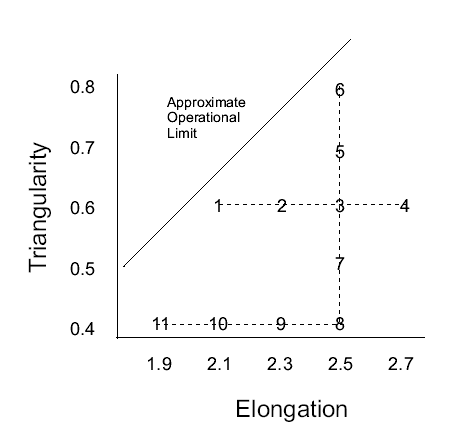 0.8
0.7
0.6
0.5
0.4
Triangularity
Approximate
Operational
Limit
6
5
1 2 3 4
7
11 10 9 8
1.9 2.1 2.3 2.5 2.7
Elongation